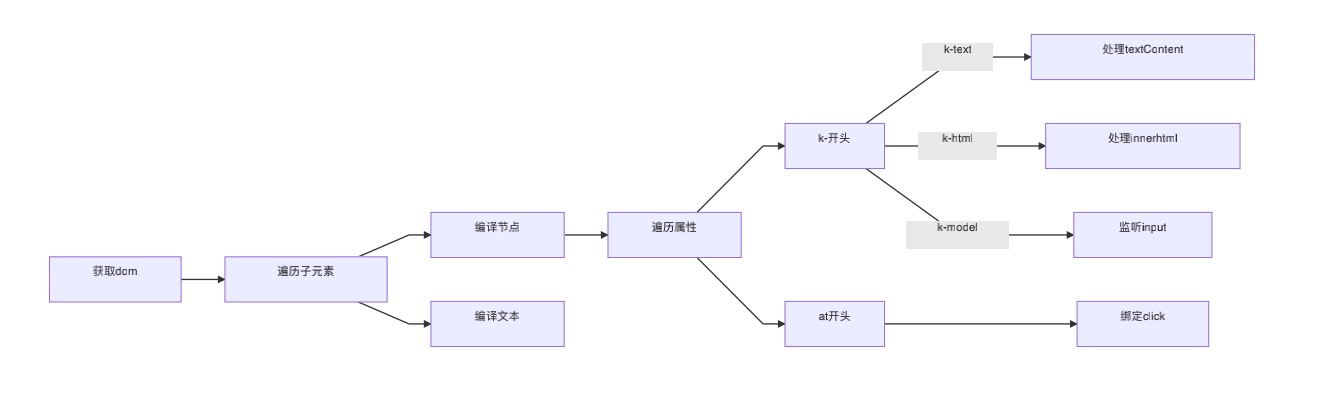 获取dom
遍历子元素
编译节点
编译文本
遍历属性
k-开头
at开头
k-text
处理textContent
k-html
处理innerhtml
k-model
监听input
绑定click